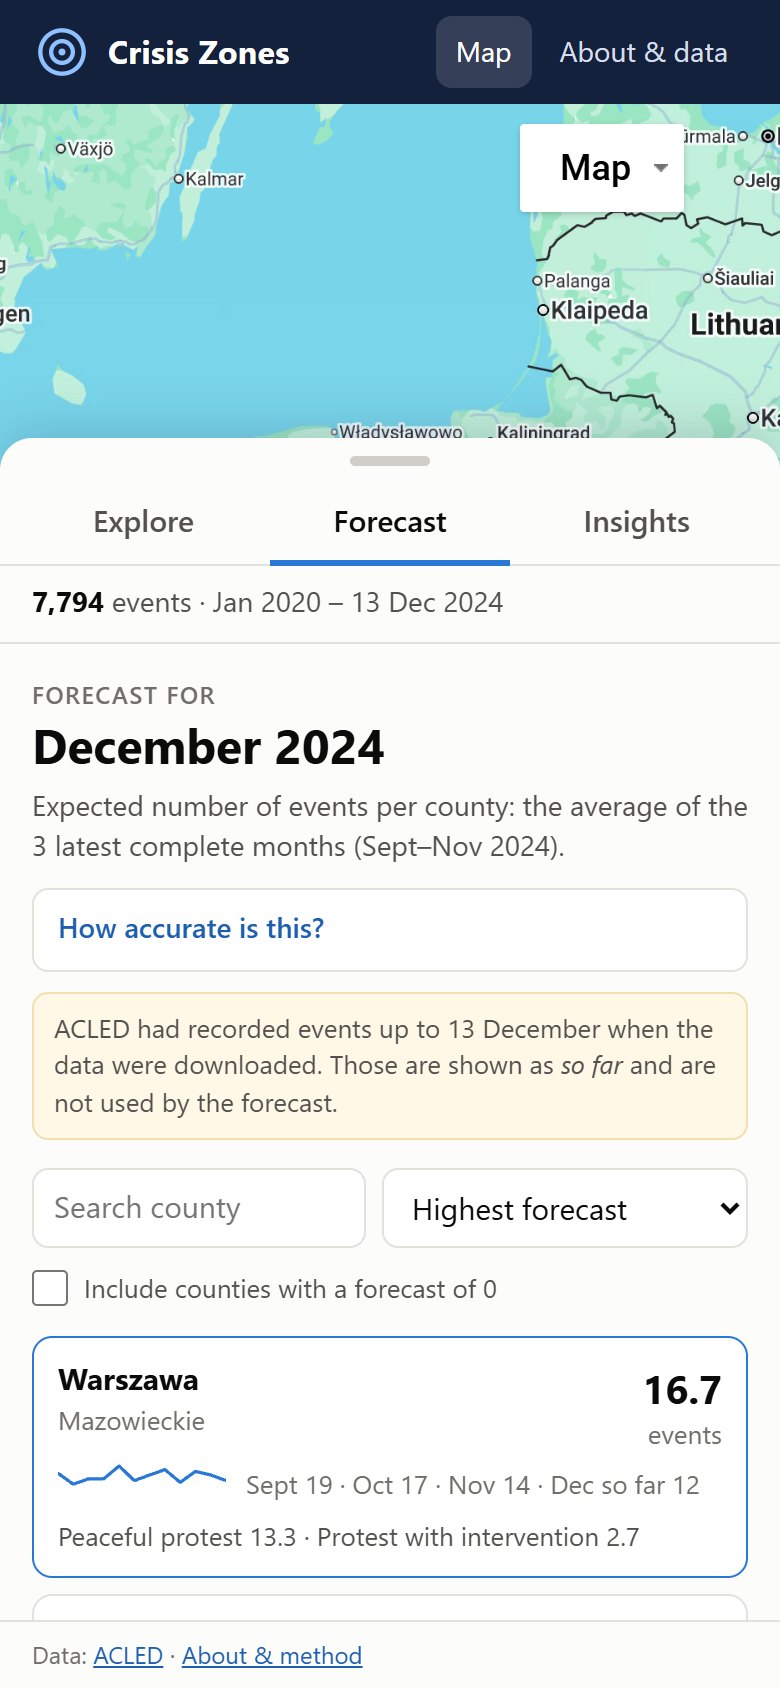 Crisis Zones
Map
About & data
Växjö
Kalmar
Map
Palanga
Klaipeda
Šiauliai
Władysławowo
Kaliningrad
Explore
Forecast
Insights
7,794 events · Jan 2020 – 13 Dec 2024
FORECAST FOR
December 2024
Expected number of events per county: the average of the
3 latest complete months (Sept–Nov 2024).
How accurate is this?
ACLED had recorded events up to 13 December when the
data were downloaded. Those are shown as so far and are
not used by the forecast.
Search county
Highest forecast
Include counties with a forecast of 0
Warszawa
16.7
Mazowieckie
events
Sept 19 · Oct 17 · Nov 14 · Dec so far 12
Peaceful protest 13.3 · Protest with intervention 2.7
Data: ACLED · About & method